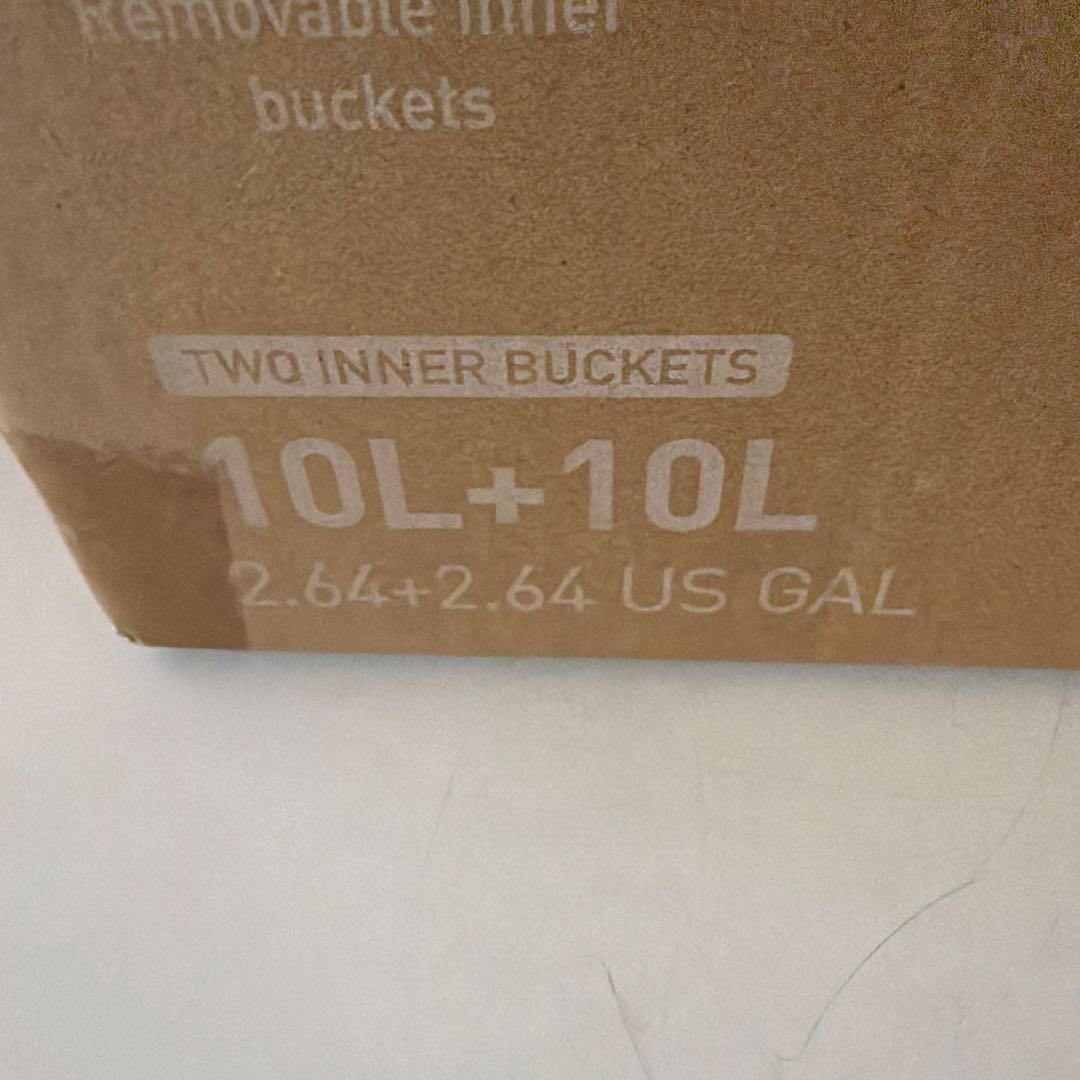 Removable inner
buckets
TWO INNER BUCKETS
10L+10L
2.64+2.64 US GAL